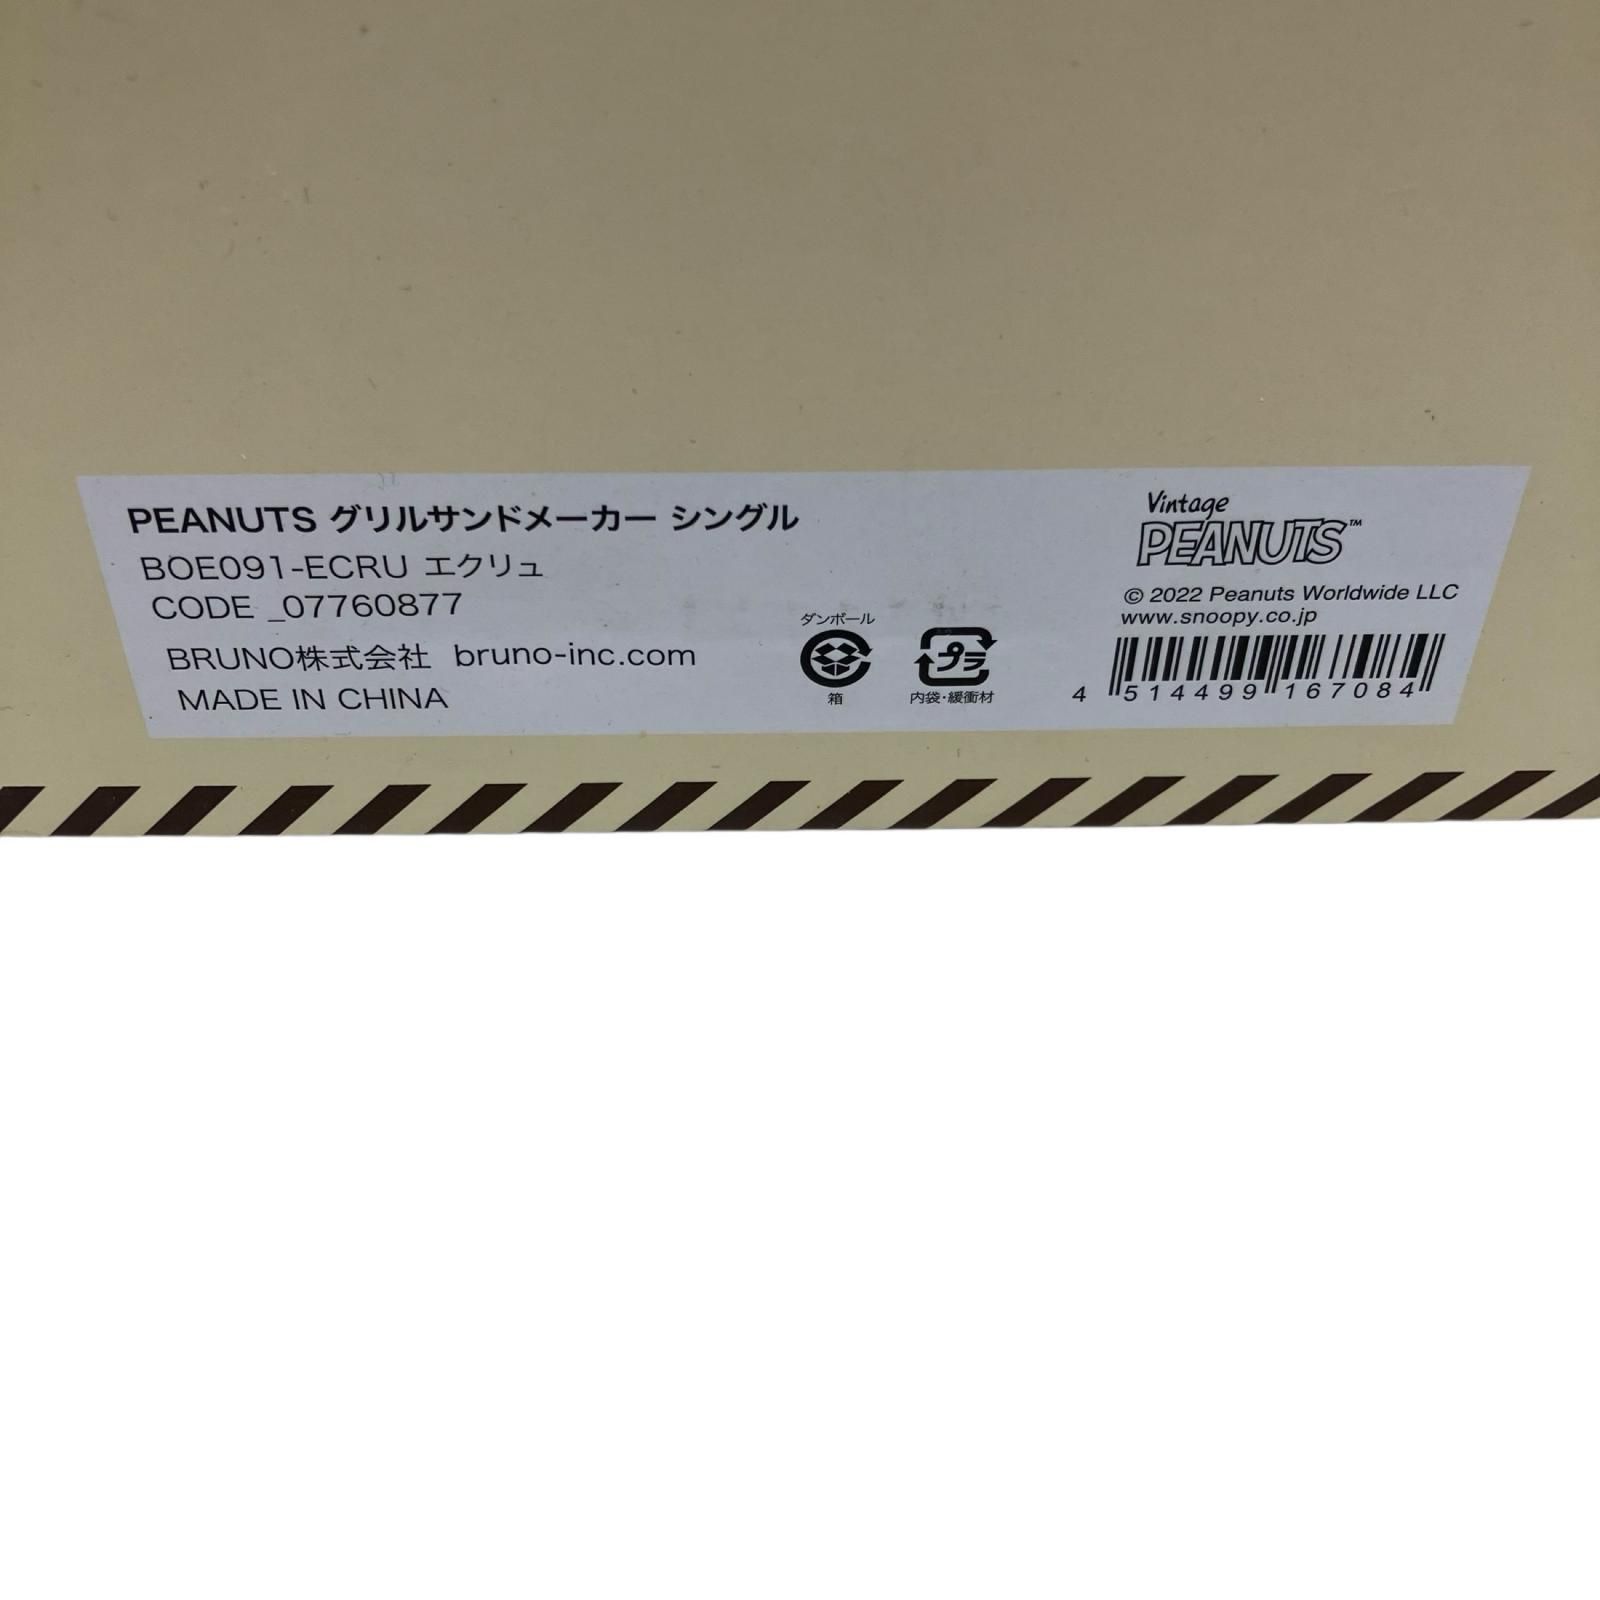 PEANUTS グリルサンドメーカー シングル
BOE091-ECRU エクリュ
CODE _07760877
BRUNO株式会社 bruno-inc.com
MADE IN CHINA
ダンボール
箱
プラ
内袋・緩衝材
Vintage
PEANUTS™
© 2022 Peanuts Worldwide LLC
www.snoopy.co.jp
4 514499 167084